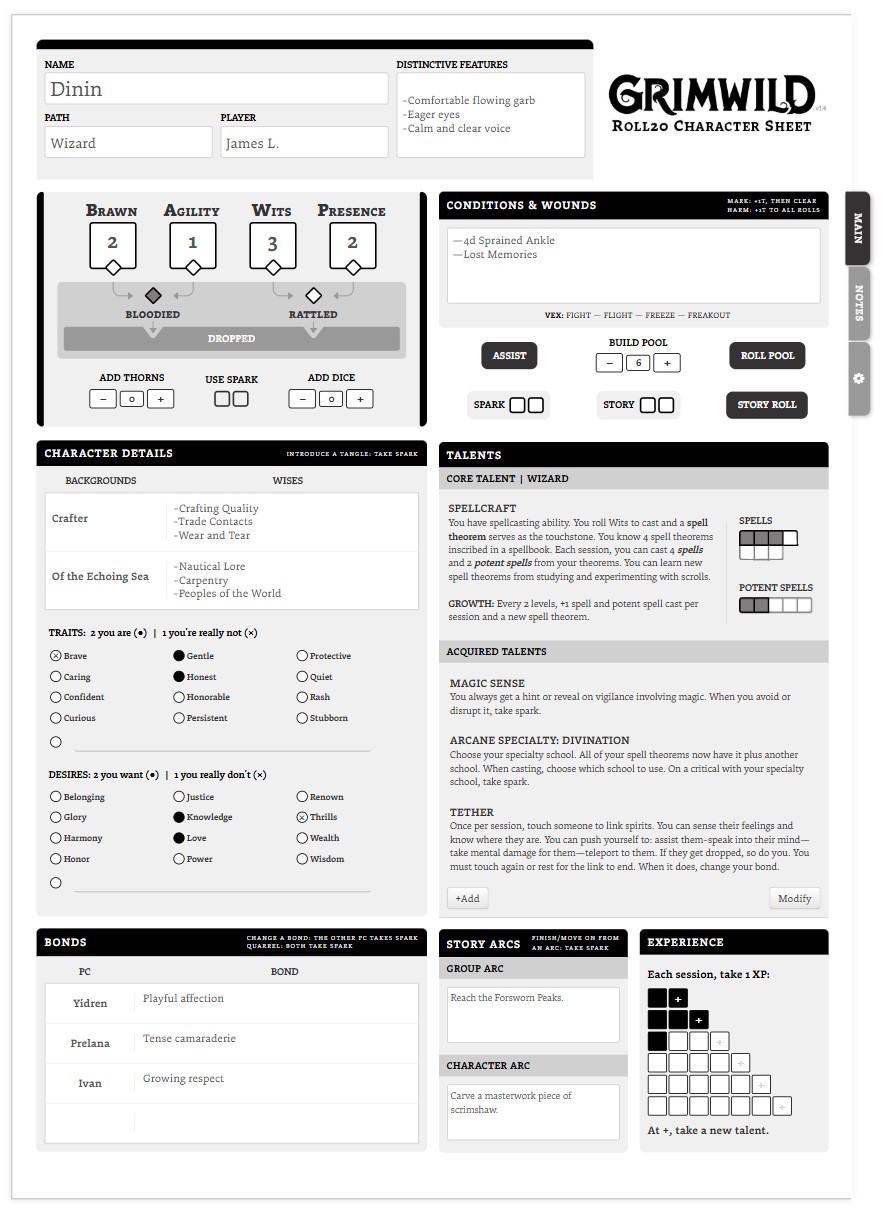 NAME
Dinin
DISTINCTIVE FEATURES
-Comfortable flowing garb
-Eager eyes
-Calm and clear voice
PATH
Wizard
PLAYER
James L.
GRIMWILD
v1.4
ROLL20 CHARACTER SHEET
BRAWN AGILITY WITS PRESENCE
2 1 3 2
BLOODIED RATTLED
DROPPED
ADD THORNS USE SPARK ADD DICE
− 0 + − 0 +
CONDITIONS & WOUNDS
MARK: +1T, THEN CLEAR
HARM: +1T TO ALL ROLLS
—4d Sprained Ankle
—Lost Memories
VEX: FIGHT — FLIGHT — FREEZE — FREAKOUT
ASSIST
BUILD POOL
− 6 +
ROLL POOL
SPARK
STORY
STORY ROLL
MAIN
NOTES
CHARACTER DETAILS
INTRODUCE A TANGLE: TAKE SPARK
BACKGROUNDS WISES
Crafter
-Crafting Quality
-Trade Contacts
-Wear and Tear
Of the Echoing Sea
-Nautical Lore
-Carpentry
-Peoples of the World
TRAITS: 2 you are (●) | 1 you're really not (×)
Brave Gentle Protective
Caring Honest Quiet
Confident Honorable Rash
Curious Persistent Stubborn
DESIRES: 2 you want (●) | 1 you really don't (×)
Belonging Justice Renown
Glory Knowledge Thrills
Harmony Love Wealth
Honor Power Wisdom
TALENTS
CORE TALENT | WIZARD
SPELLCRAFT
You have spellcasting ability. You roll Wits to cast and a spell
theorem serves as the touchstone. You know 4 spell theorems
inscribed in a spellbook. Each session, you can cast 4 spells
and 2 potent spells from your theorems. You can learn new
spell theorems from studying and experimenting with scrolls.
GROWTH: Every 2 levels, +1 spell and potent spell cast per
session and a new spell theorem.
SPELLS
POTENT SPELLS
ACQUIRED TALENTS
MAGIC SENSE
You always get a hint or reveal on vigilance involving magic. When you avoid or
disrupt it, take spark.
ARCANE SPECIALTY: DIVINATION
Choose your specialty school. All of your spell theorems now have it plus another
school. When casting, choose which school to use. On a critical with your specialty
school, take spark.
TETHER
Once per session, touch someone to link spirits. You can sense their feelings and
know where they are. You can push yourself to: assist them-speak into their mind—
take mental damage for them—teleport to them. If they get dropped, so do you. You
must touch again or rest for the link to end. When it does, change your bond.
+Add
Modify
BONDS
CHANGE A BOND: THE OTHER PC TAKES SPARK
QUARREL: BOTH TAKE SPARK
PC BOND
Yidren Playful affection
Prelana Tense camaraderie
Ivan Growing respect
STORY ARCS
FINISH/MOVE ON FROM
AN ARC: TAKE SPARK
GROUP ARC
Reach the Forsworn Peaks.
CHARACTER ARC
Carve a masterwork piece of
scrimshaw.
EXPERIENCE
Each session, take 1 XP:
+
+
+
+
+
+
At +, take a new talent.